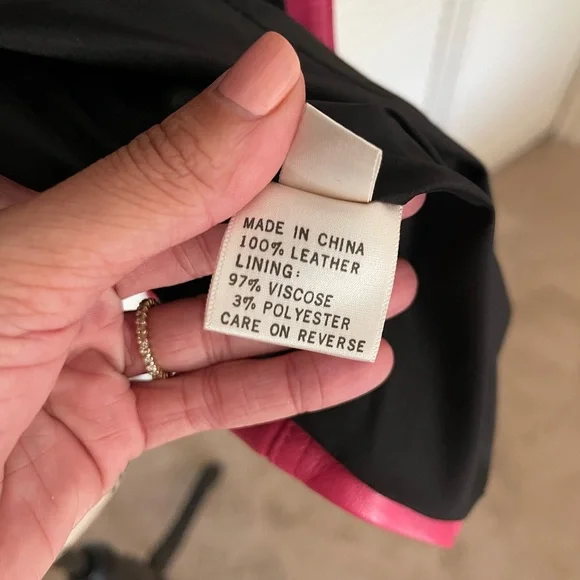 MADE IN CHINA
100% LEATHER
LINING:
97% VISCOSE
3% POLYESTER
CARE ON REVERSE